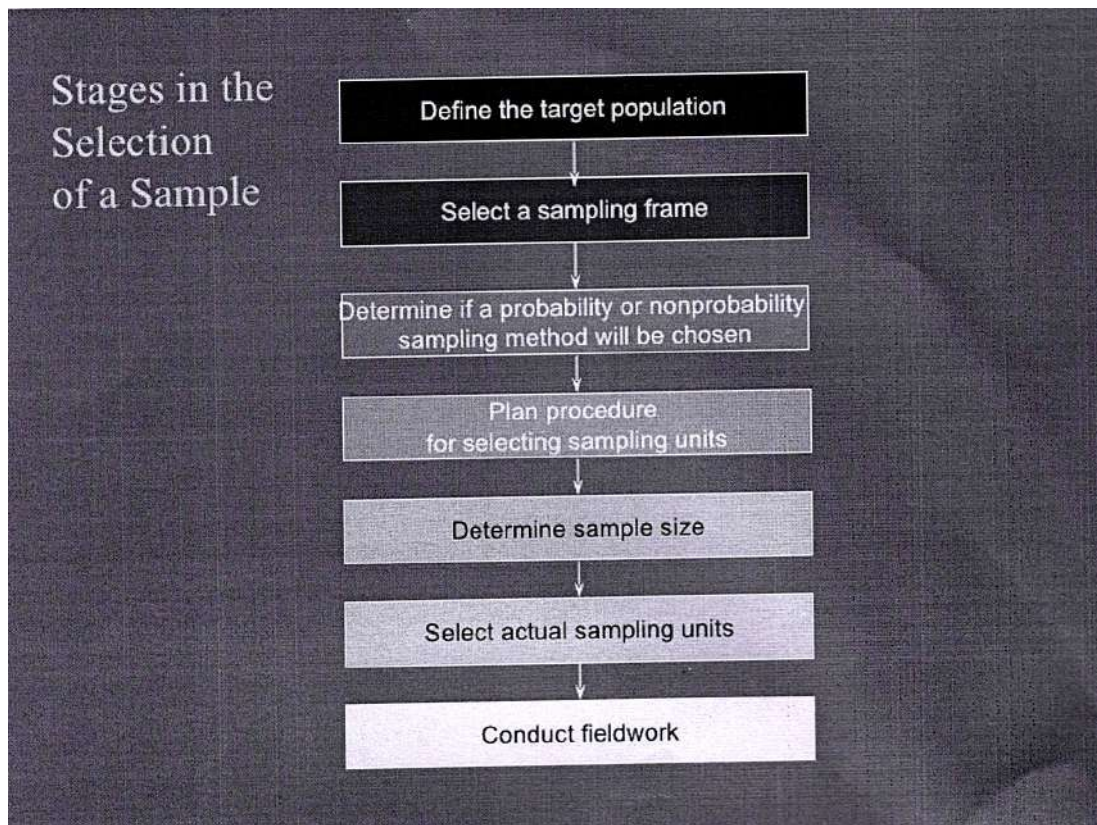 Stages in the
Selection
of a Sample
Define the target population
Select a sampling frame
Determine if a probability or nonprobability
sampling method will be chosen
Plan procedure
for selecting sampling units
Determine sample size
Select actual sampling units
Conduct fieldwork